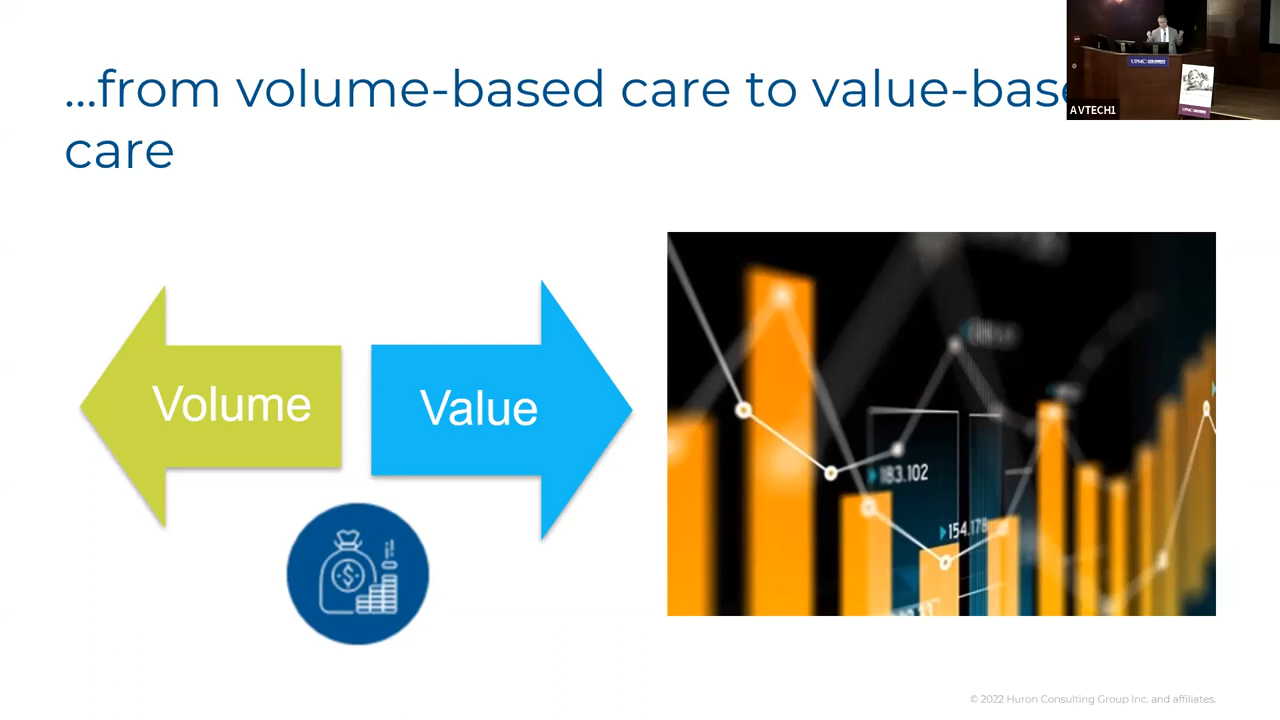 ...from volume-based care to value-bas
care
AVTECH1
UPMC
Volume
Value
183.102
154.178
© 2022 Huron Consulting Group Inc. and affiliates.